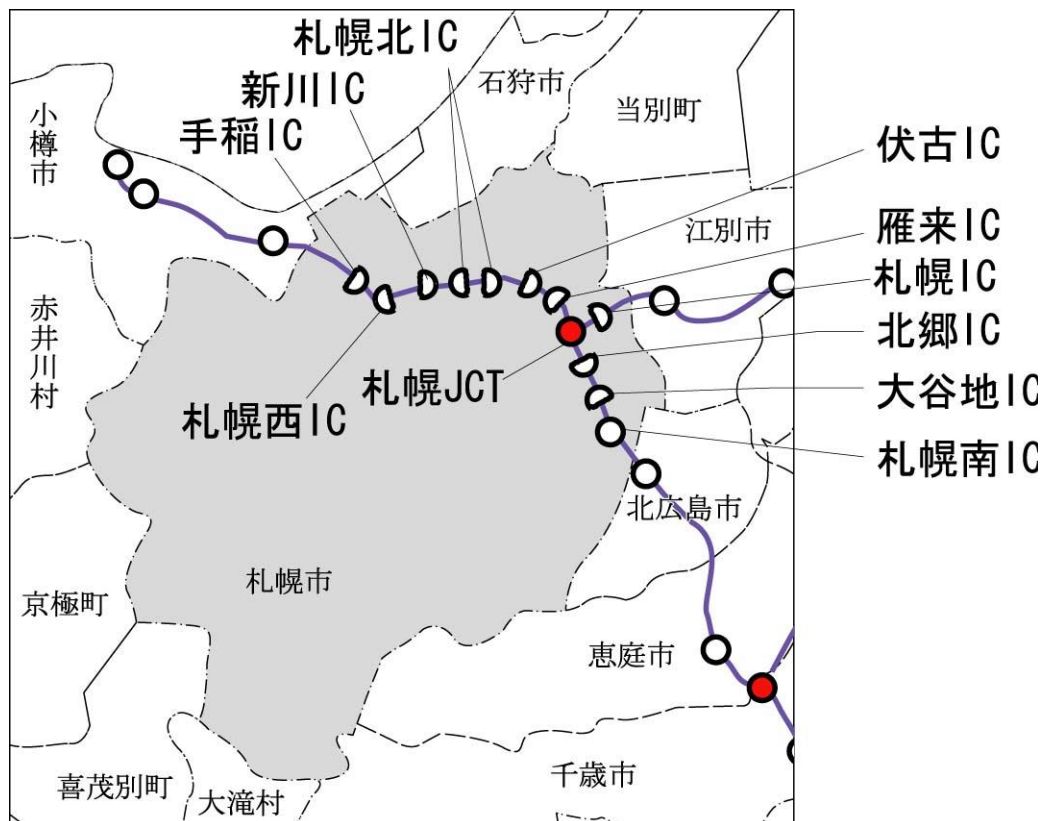 札幌北IC
新川IC
手稲IC
石狩市
当別町
小樽市
伏古IC
江別市
雁来IC
札幌IC
赤井川村
北郷IC
札幌JCT
大谷地IC
札幌西IC
札幌南IC
北広島市
札幌市
京極町
恵庭市
喜茂別町
大滝村
千歳市